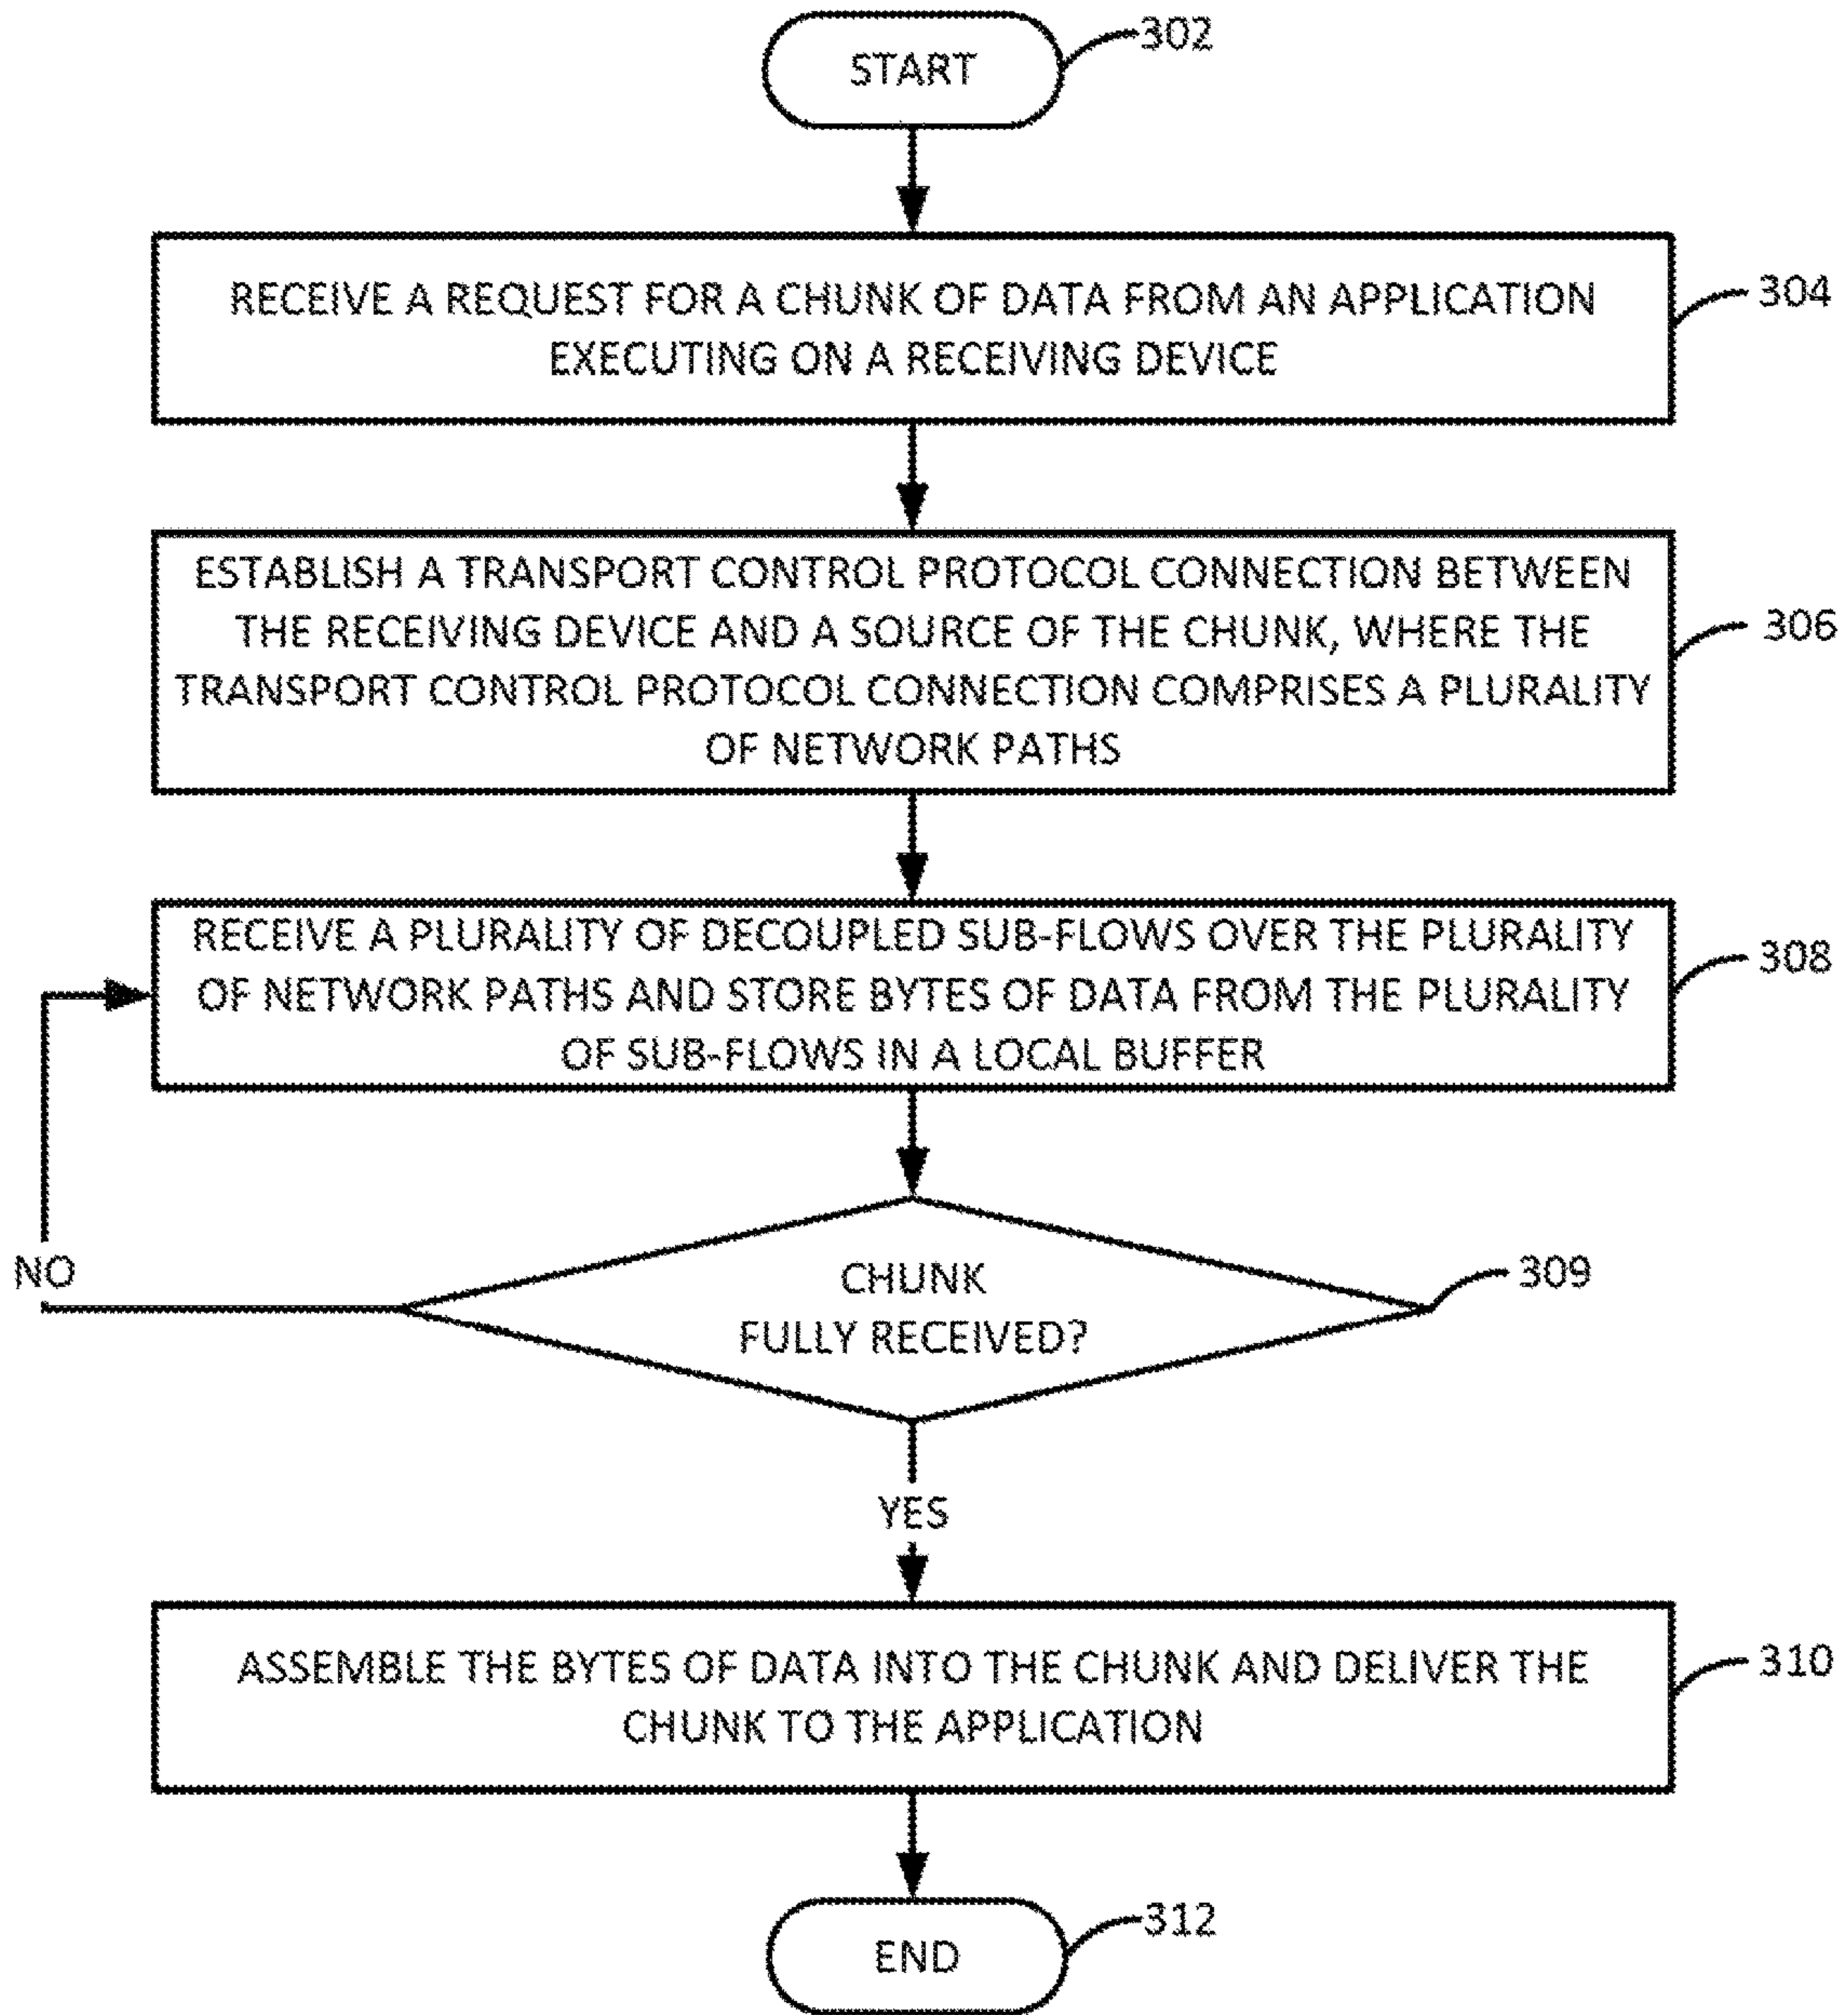 START
302
RECEIVE A REQUEST FOR A CHUNK OF DATA FROM AN APPLICATION
EXECUTING ON A RECEIVING DEVICE
304
ESTABLISH A TRANSPORT CONTROL PROTOCOL CONNECTION BETWEEN
THE RECEIVING DEVICE AND A SOURCE OF THE CHUNK, WHERE THE
TRANSPORT CONTROL PROTOCOL CONNECTION COMPRISES A PLURALITY
OF NETWORK PATHS
306
RECEIVE A PLURALITY OF DECOUPLED SUB-FLOWS OVER THE PLURALITY
OF NETWORK PATHS AND STORE BYTES OF DATA FROM THE PLURALITY
OF SUB-FLOWS IN A LOCAL BUFFER
308
NO
CHUNK
FULLY RECEIVED?
309
YES
ASSEMBLE THE BYTES OF DATA INTO THE CHUNK AND DELIVER THE
CHUNK TO THE APPLICATION
310
END
312